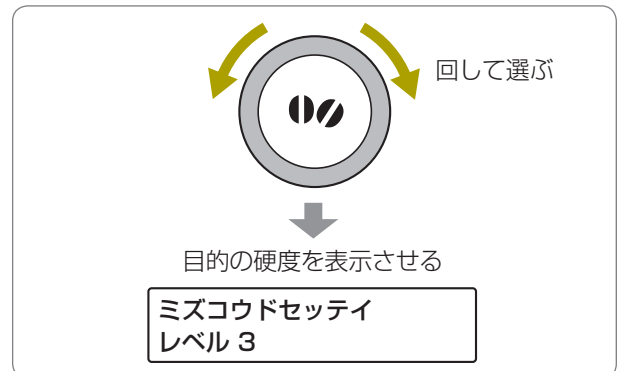 回して選ぶ
目的の硬度を表示させる
ミズコウドセッテイ
レベル 3